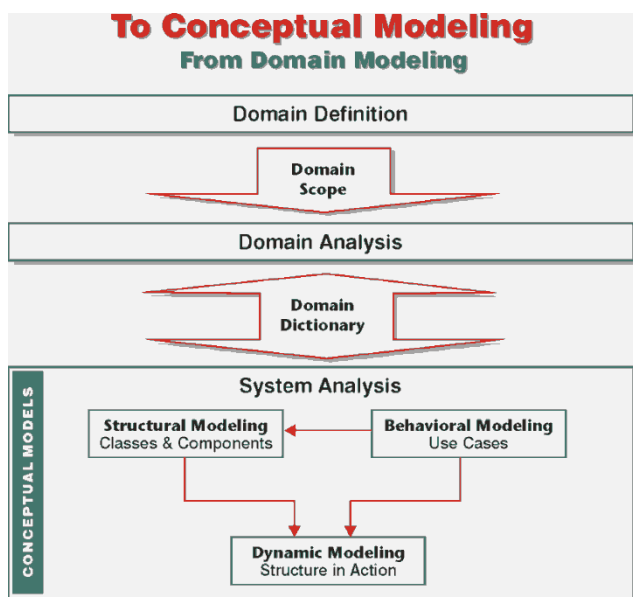 To Conceptual Modeling
From Domain Modeling
Domain Definition
Domain
Scope
Domain Analysis
Domain
Dictionary
System Analysis
CONCEPTUAL MODELS
Structural Modeling
Classes & Components
Behavioral Modeling
Use Cases
Dynamic Modeling
Structure in Action